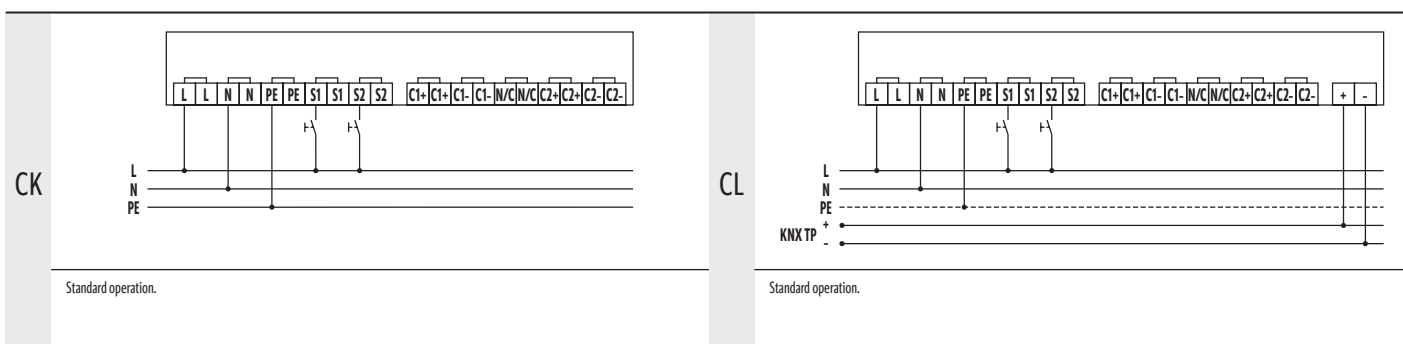 CK
L L N N PE PE S1 S1 S2 S2 C1+ C1+ C1- C1- N/C N/C C2+ C2+ C2- C2-
L
N
PE
Standard operation.
CL
L L N N PE PE S1 S1 S2 S2 C1+ C1+ C1- C1- N/C N/C C2+ C2+ C2- C2- + -
L
N
PE
KNX TP + -
Standard operation.